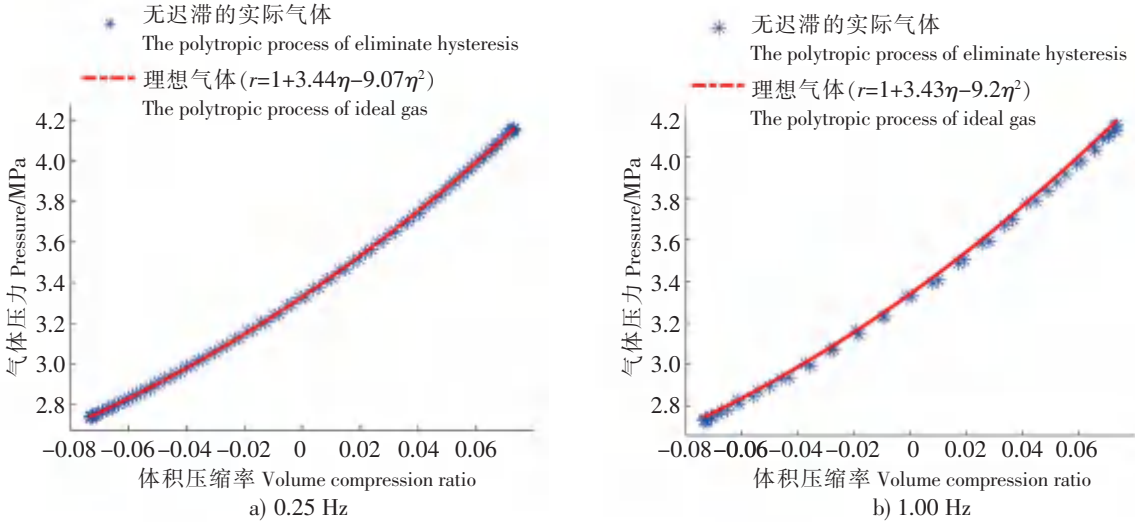 无迟滞的实际气体
The polytropic process of eliminate hysteresis
理想气体(r=1+3.44η−9.07η²)
The polytropic process of ideal gas
4.2
4.0
3.8
3.6
3.4
3.2
3.0
2.8
气体压力 Pressure/MPa
−0.08 −0.06 −0.04 −0.02 0 0.02 0.04 0.06
体积压缩率 Volume compression ratio
a) 0.25 Hz
无迟滞的实际气体
The polytropic process of eliminate hysteresis
理想气体(r=1+3.43η−9.2η²)
The polytropic process of ideal gas
4.2
4.0
3.8
3.6
3.4
3.2
3.0
2.8
气体压力 Pressure/MPa
−0.08 −0.06 −0.04 −0.02 0 0.02 0.04 0.06
体积压缩率 Volume compression ratio
b) 1.00 Hz